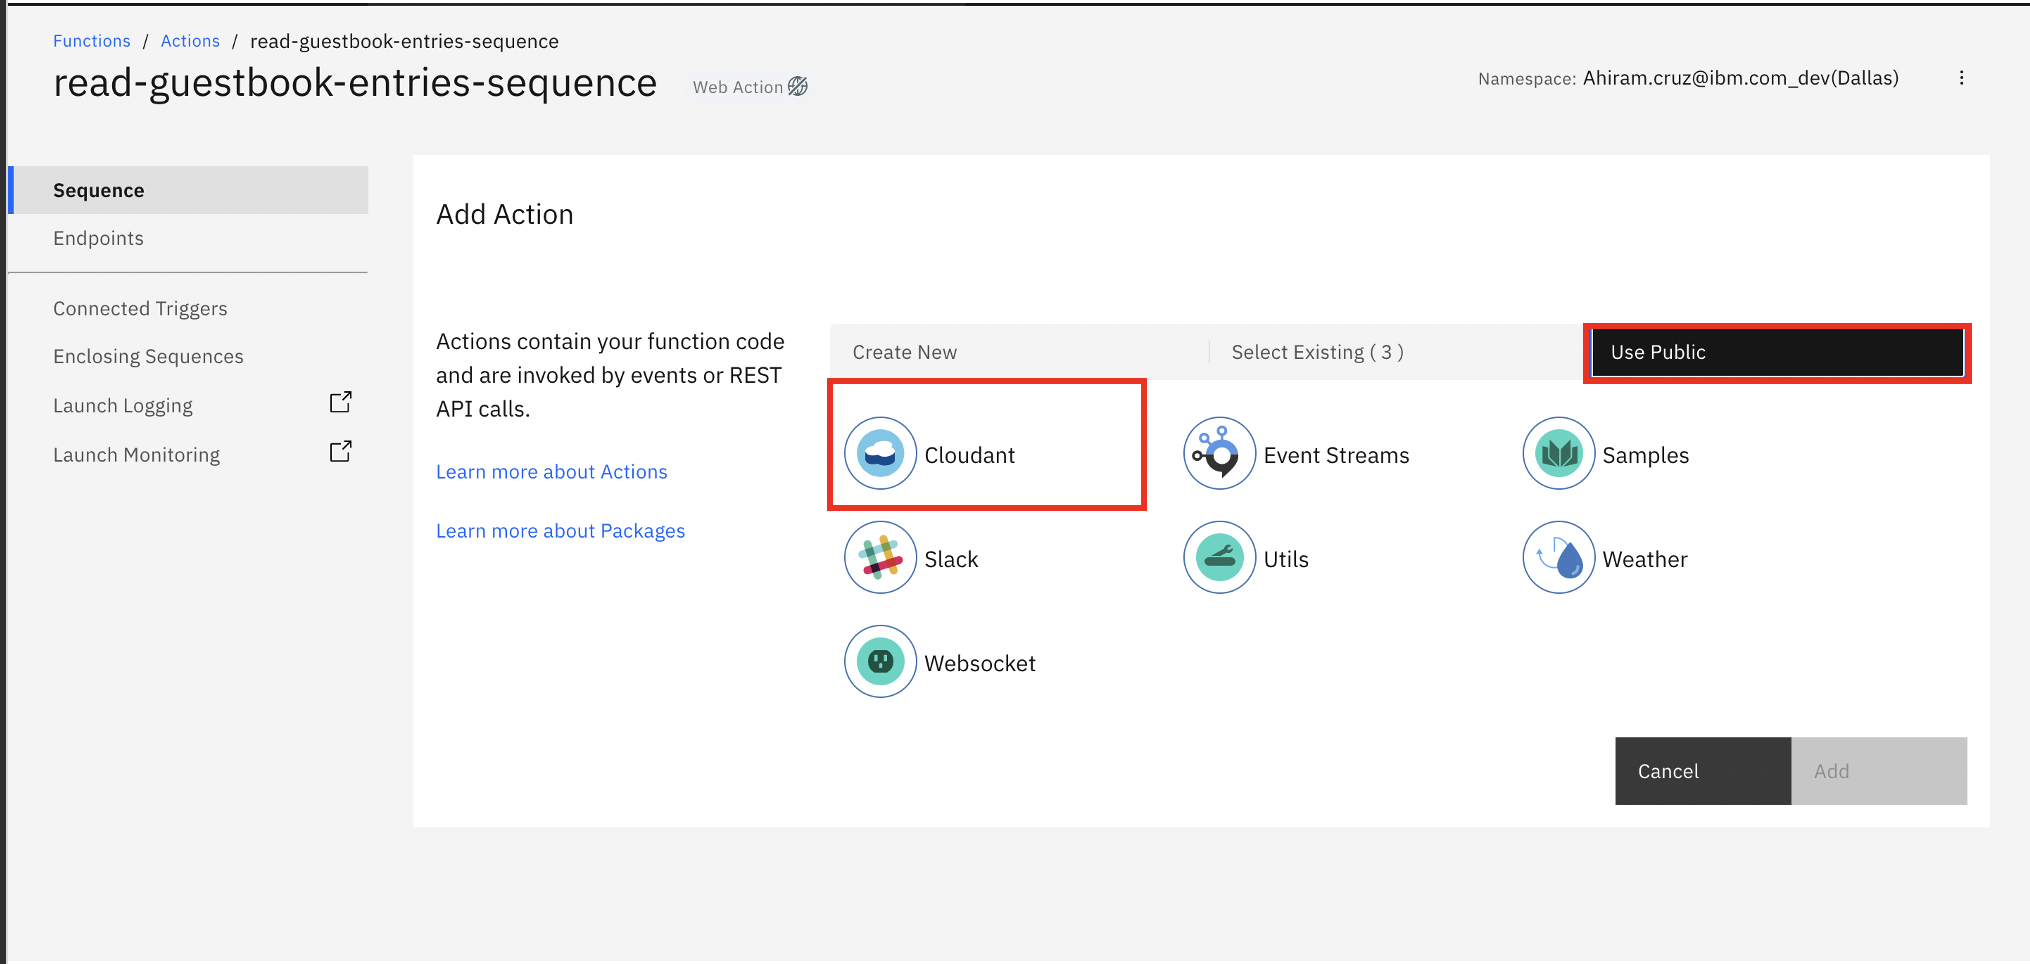 Functions / Actions / read-guestbook-entries-sequence
read-guestbook-entries-sequence
Web Action
Namespace: Ahiram.cruz@ibm.com_dev(Dallas)
Sequence
Endpoints
Connected Triggers
Enclosing Sequences
Launch Logging
Launch Monitoring
Add Action
Actions contain your function code
and are invoked by events or REST
API calls.
Learn more about Actions
Learn more about Packages
Create New
Select Existing ( 3 )
Use Public
Cloudant
Event Streams
Samples
Slack
Utils
Weather
Websocket
Cancel
Add